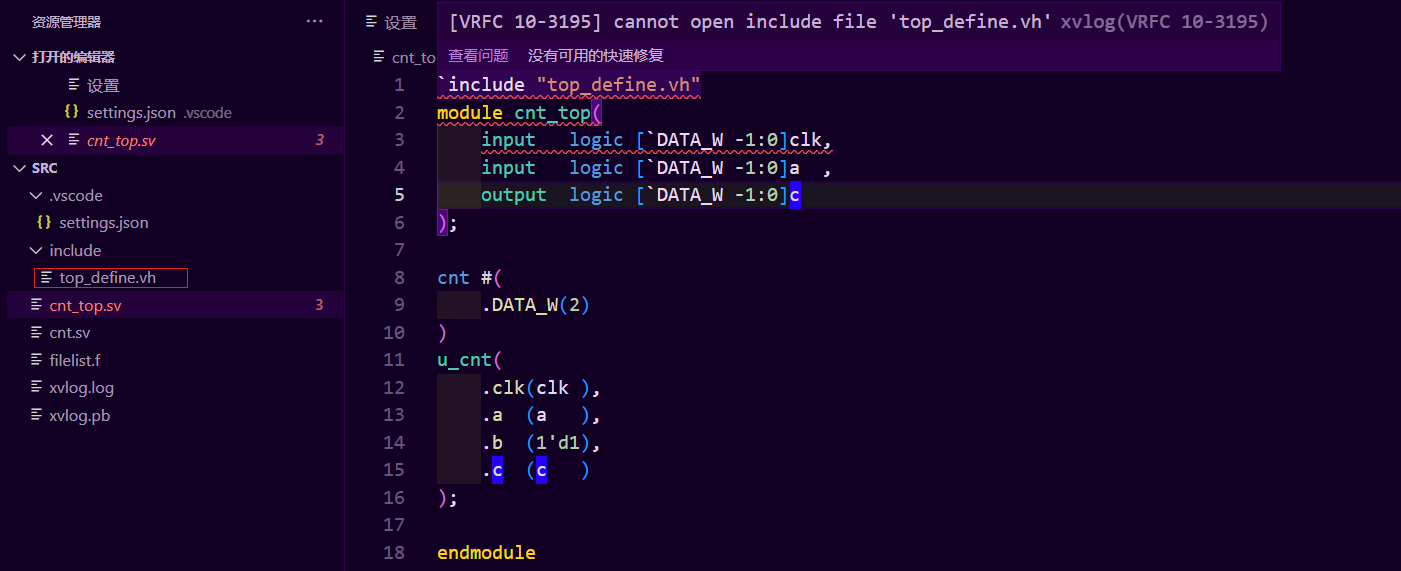 资源管理器 ···
打开的编辑器
设置
{} settings.json .vscode
cnt_top.sv 3
SRC
.vscode
{} settings.json
include
top_define.vh
cnt_top.sv 3
cnt.sv
filelist.f
xvlog.log
xvlog.pb
设置
[VRFC 10-3195] cannot open include file 'top_define.vh' xvlog(VRFC 10-3195)
查看问题 没有可用的快速修复
cnt_to
1 `include "top_define.vh"
2 module cnt_top(
3 input logic [`DATA_W -1:0]clk,
4 input logic [`DATA_W -1:0]a ,
5 output logic [`DATA_W -1:0]c
6 );
7
8 cnt #(
9 .DATA_W(2)
10 )
11 u_cnt(
12 .clk(clk ),
13 .a (a ),
14 .b (1'd1),
15 .c (c )
16 );
17
18 endmodule